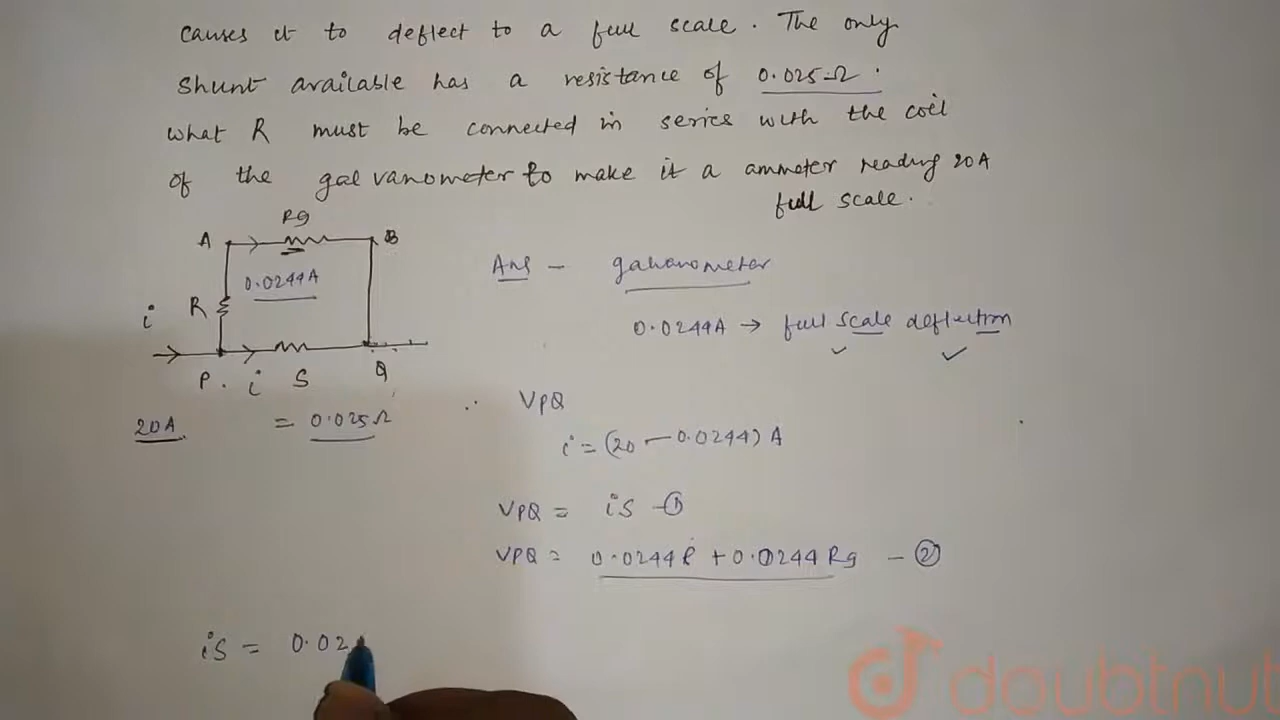 causes it to deflect to a full scale. The only
shunt available has a resistance of 0.025Ω.
what R must be connected in series with the coil
of the galvanometer to make it a ammeter reading 20A
full scale.
Rg
A
B
0.0244A
R
i
P.
i
S
Q
20A
= 0.025Ω
Ans - galvanometer
0.0244A → full scale deflection
∴ VPQ
i = (20 - 0.0244) A
VPQ = iS - ①
VPQ = 0.0244R + 0.0244 Rg - ②
iS = 0.02
doubtnut